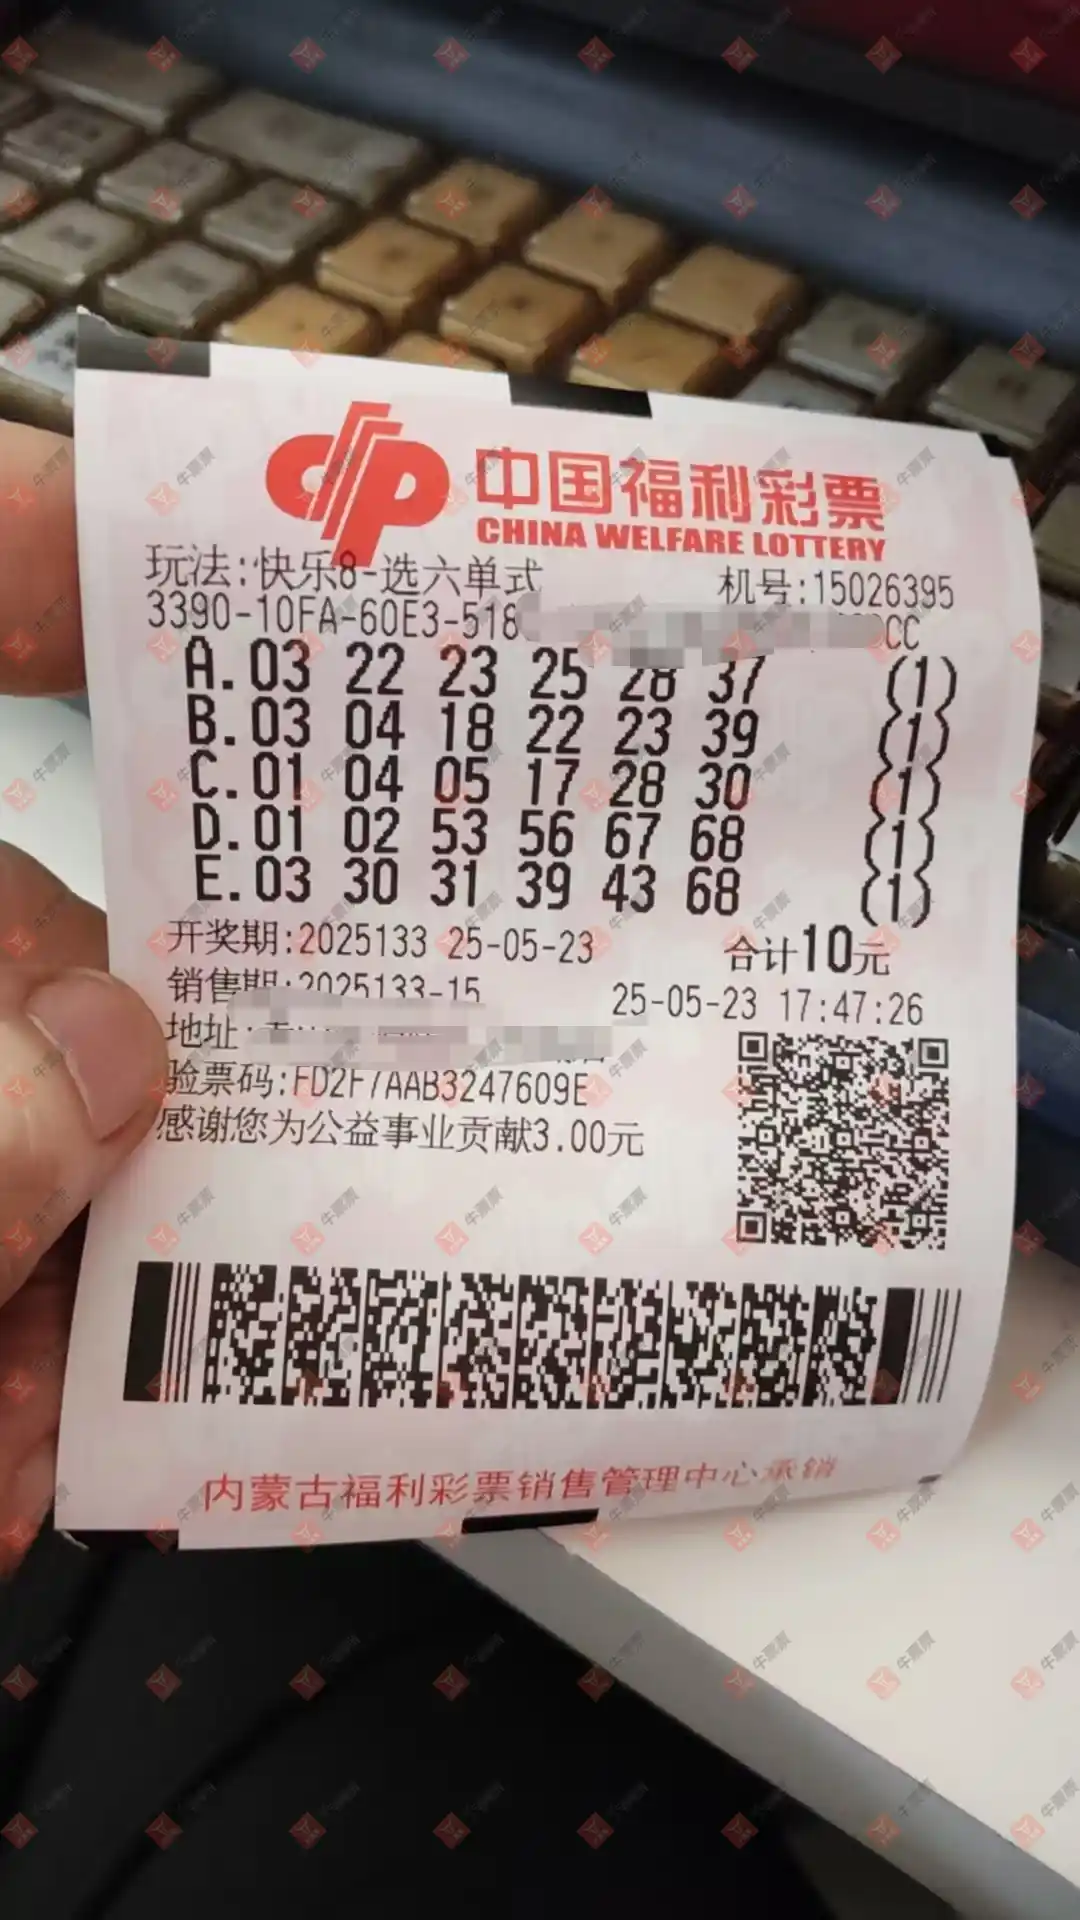 中国福利彩票
CHINA WELFARE LOTTERY
玩法:快乐8-选六单式 机号:15026395
3390-10FA-60E3-518 CC
A.03 22 23 25 28 37 (1)
B.03 04 18 22 23 39 (1)
C.01 04 05 17 28 30 (1)
D.01 02 53 56 67 68 (1)
E.03 30 31 39 43 68 (1)
开奖期:2025133 25-05-23 合计10元
销售期:2025133-15 25-05-23 17:47:26
地址:
验票码:FD2F7AAB3247609E
感谢您为公益事业贡献3.00元
内蒙古福利彩票销售管理中心承销
牛票票